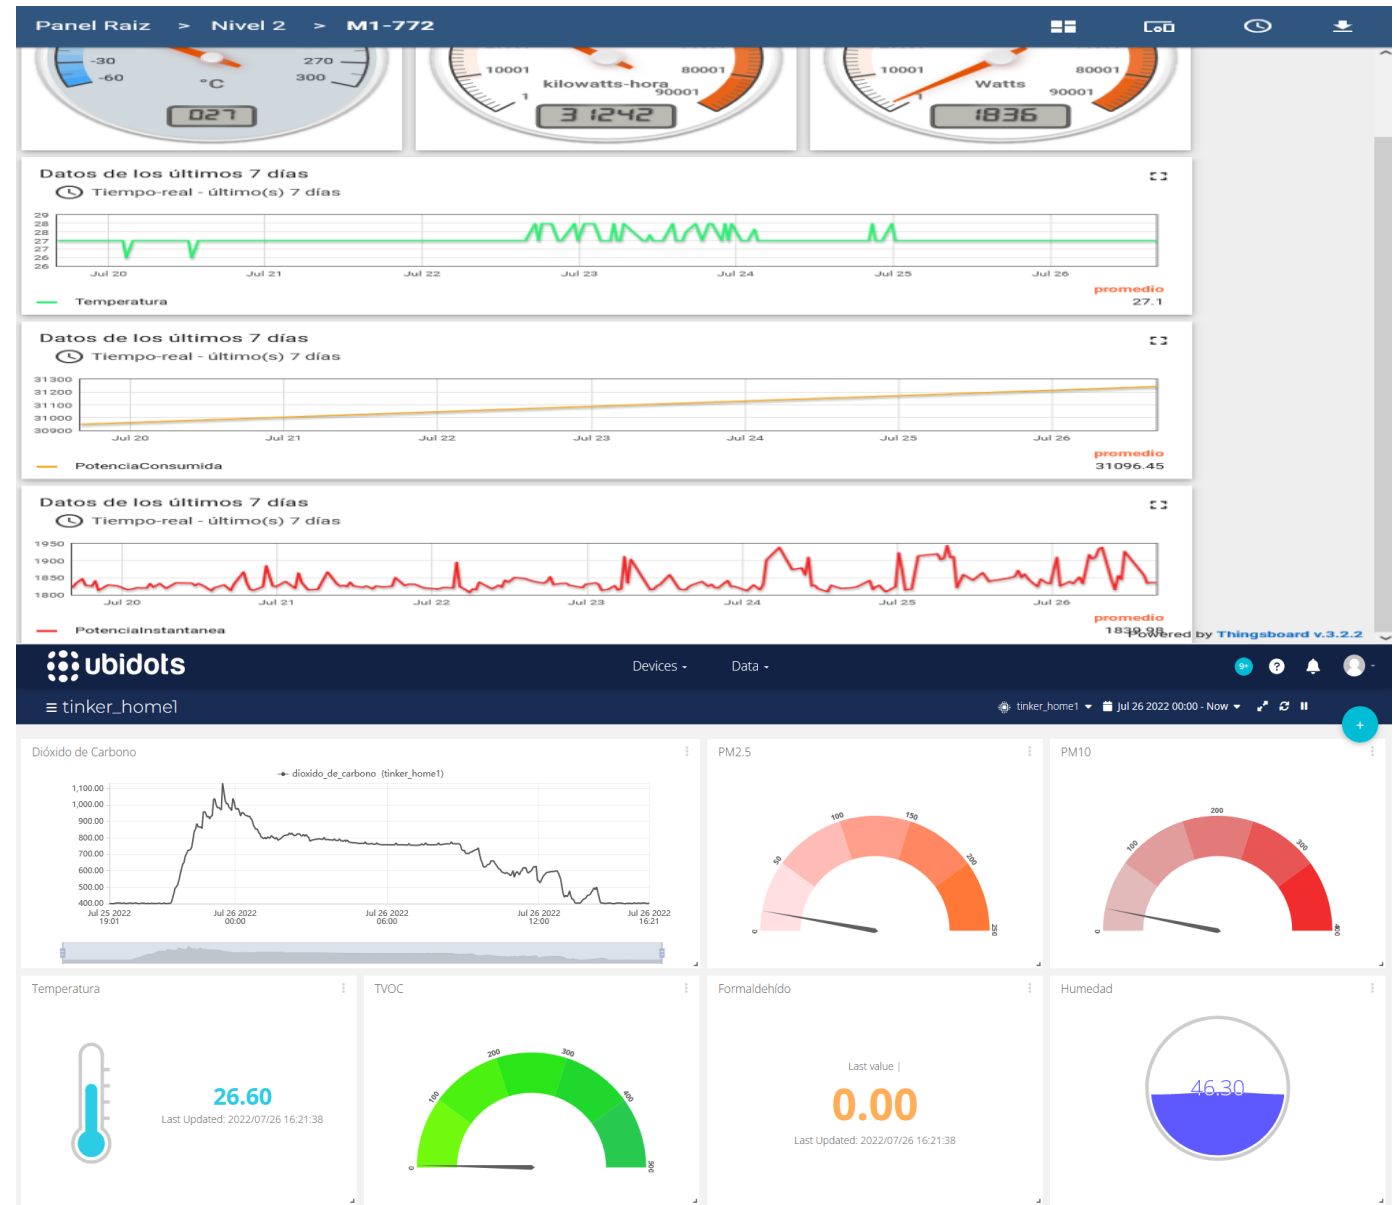 Panel Raiz > Nivel 2 > M1-772
-30 270
-60 °C 300
027
10001 80001
kilowatts-hora
1 90001
31242
10001 80001
Watts
1 90001
1836
Datos de los últimos 7 días
Tiempo-real - último(s) 7 días
29
28
28
27
27
26
26
Jul 20 Jul 21 Jul 22 Jul 23 Jul 24 Jul 25 Jul 26
promedio
Temperatura 27.1
Datos de los últimos 7 días
Tiempo-real - último(s) 7 días
31300
31200
31100
31000
30900
Jul 20 Jul 21 Jul 22 Jul 23 Jul 24 Jul 25 Jul 26
promedio
PotenciaConsumida 31096.45
Datos de los últimos 7 días
Tiempo-real - último(s) 7 días
1950
1900
1850
1800
Jul 20 Jul 21 Jul 22 Jul 23 Jul 24 Jul 25 Jul 26
promedio
PotenciaInstantanea
Powered by Thingsboard v.3.2.2
ubidots Devices Data 9+ ?
tinker_home1 tinker_home1 Jul 26 2022 00:00 - Now
Dióxido de Carbono
dioxido_de_carbono (tinker_home1)
1,100.00
1,000.00
900.00
800.00
700.00
600.00
500.00
400.00
Jul 25 2022 Jul 26 2022 Jul 26 2022 Jul 26 2022 Jul 26 2022
19:01 00:00 06:00 12:00 16:21
PM2.5
0 50 100 150 200 250
PM10
0 100 200 300 400
Temperatura
26.60
Last Updated: 2022/07/26 16:21:38
TVOC
0 100 200 300 400 500
Formaldehído
Last value |
0.00
Last Updated: 2022/07/26 16:21:38
Humedad
46.30